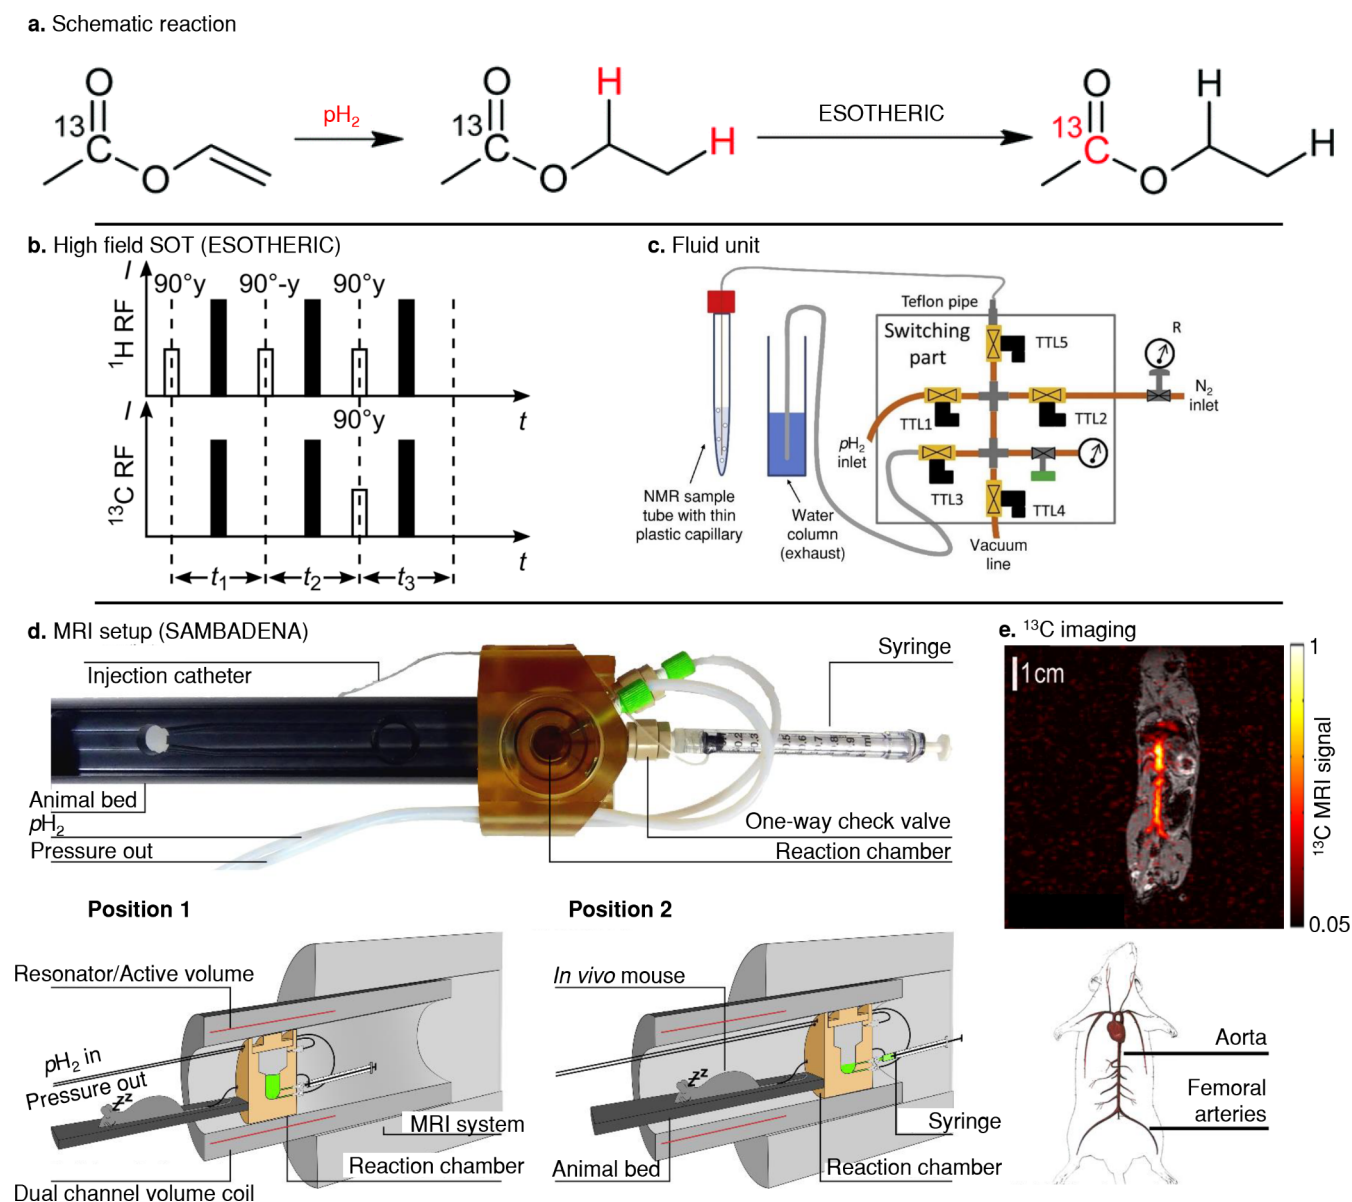 a. Schematic reaction
O
13
C
O
pH2
O
13
C
O
H
H
ESOTHERIC
O
13
C
O
H
H
b. High field SOT (ESOTHERIC)
I
90°y
90°-y
90°y
1H RF
t
I
90°y
13C RF
t
t1
t2
t3
c. Fluid unit
Teflon pipe
Switching
part
TTL5
R
N2
inlet
TTL1
TTL2
pH2
inlet
TTL3
TTL4
NMR sample
tube with thin
plastic capillary
Water
column
(exhaust)
Vacuum
line
d. MRI setup (SAMBADENA)
Injection catheter
Syringe
Animal bed
pH2
Pressure out
One-way check valve
Reaction chamber
e. 13C imaging
1cm
1
13C MRI signal
0.05
Position 1
Resonator/Active volume
pH2 in
Pressure out
zzz
MRI system
Reaction chamber
Dual channel volume coil
Position 2
In vivo mouse
zzz
Syringe
Animal bed
Reaction chamber
Aorta
Femoral
arteries